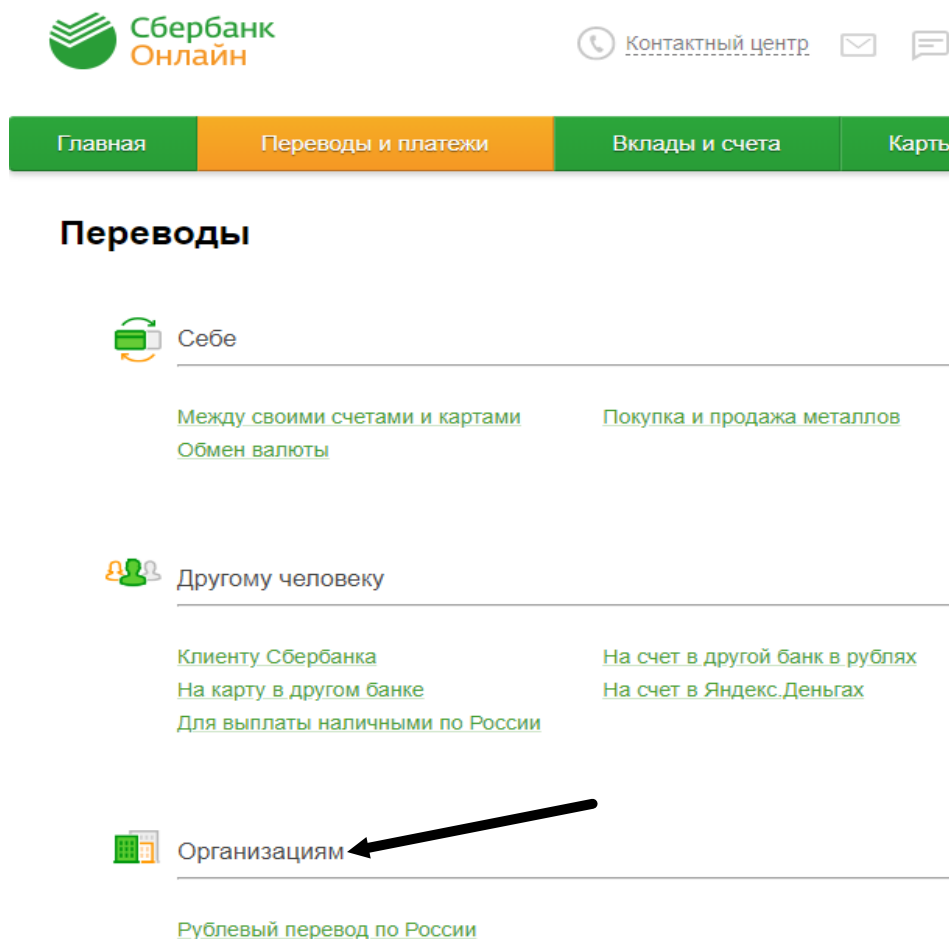 Сбербанк
Онлайн
Контактный центр
Главная
Переводы и платежи
Вклады и счета
Карты
Переводы
Себе
Между своими счетами и картами
Покупка и продажа металлов
Обмен валюты
Другому человеку
Клиенту Сбербанка
На счет в другой банк в рублях
На карту в другом банке
На счет в Яндекс.Деньгах
Для выплаты наличными по России
Организациям
Рублевый перевод по России